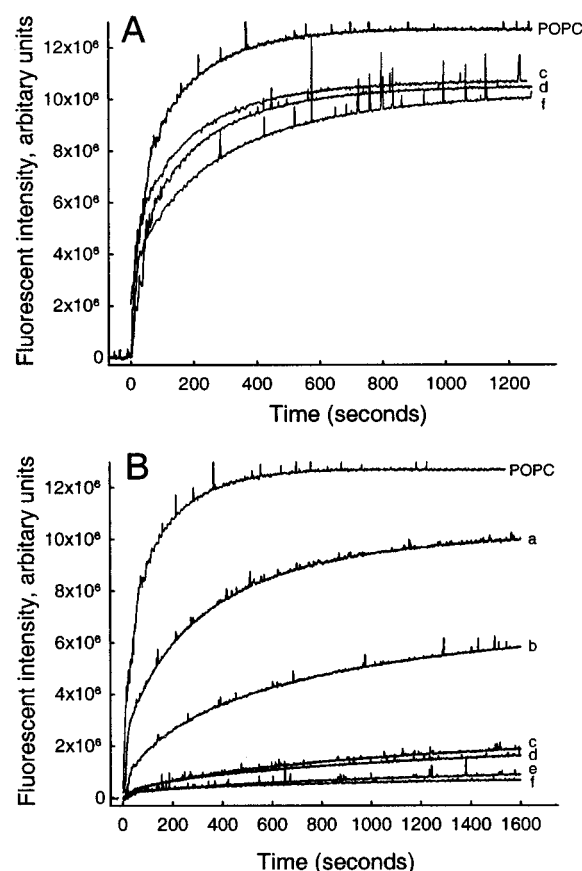 A
Fluorescent intensity, arbitary units
12x10⁶
10x10⁶
8x10⁶
6x10⁶
4x10⁶
2x10⁶
0
POPC
c
d
f
0 200 400 600 800 1000 1200
Time (seconds)
B
Fluorescent intensity, arbitary units
12x10⁶
10x10⁶
8x10⁶
6x10⁶
4x10⁶
2x10⁶
0
POPC
a
b
c
d
e
f
0 200 400 600 800 1000 1200 1400 1600
Time (seconds)